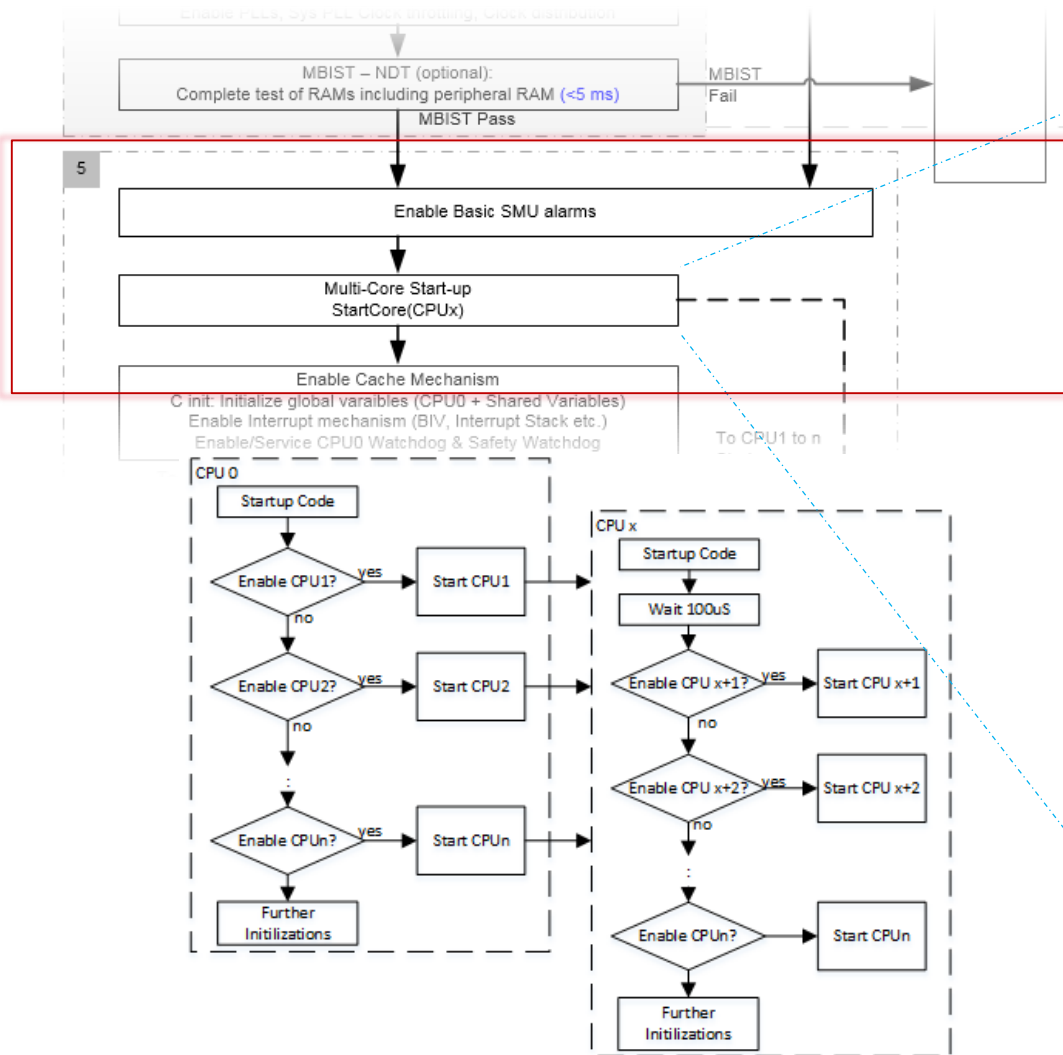 Enable PLLs, Sys PLL Clock throttling, Clock distribution
MBIST – NDT (optional):
Complete test of RAMs including peripheral RAM (<5 ms)
MBIST
Fail
MBIST Pass
5
Enable Basic SMU alarms
Multi-Core Start-up
StartCore(CPUx)
Enable Cache Mechanism
C init: Initialize global varaibles (CPU0 + Shared Variables)
Enable Interrupt mechanism (BIV, Interrupt Stack etc.)
Enable/Service CPU0 Watchdog & Safety Watchdog
To CPU1 to n
CPU 0
Startup Code
Enable CPU1?
yes
Start CPU1
no
Enable CPU2?
yes
Start CPU2
no
:
Enable CPUn?
yes
Start CPUn
Further
Initilizations
CPU x
Startup Code
Wait 100uS
Enable CPU x+1?
yes
Start CPU x+1
no
Enable CPU x+2?
yes
Start CPU x+2
no
:
Enable CPUn?
Start CPUn
Further
Initilizations